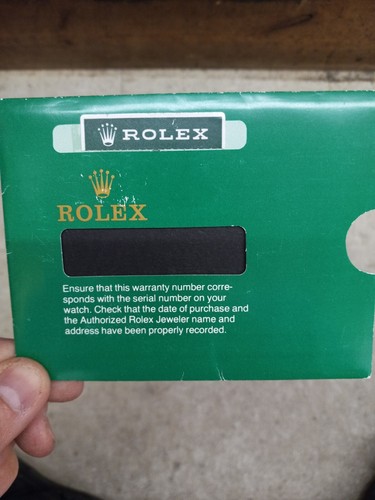 ROLEX
ROLEX
Ensure that this warranty number corre-
sponds with the serial number on your
watch. Check that the date of purchase and
the Authorized Rolex Jeweler name and
address have been properly recorded.